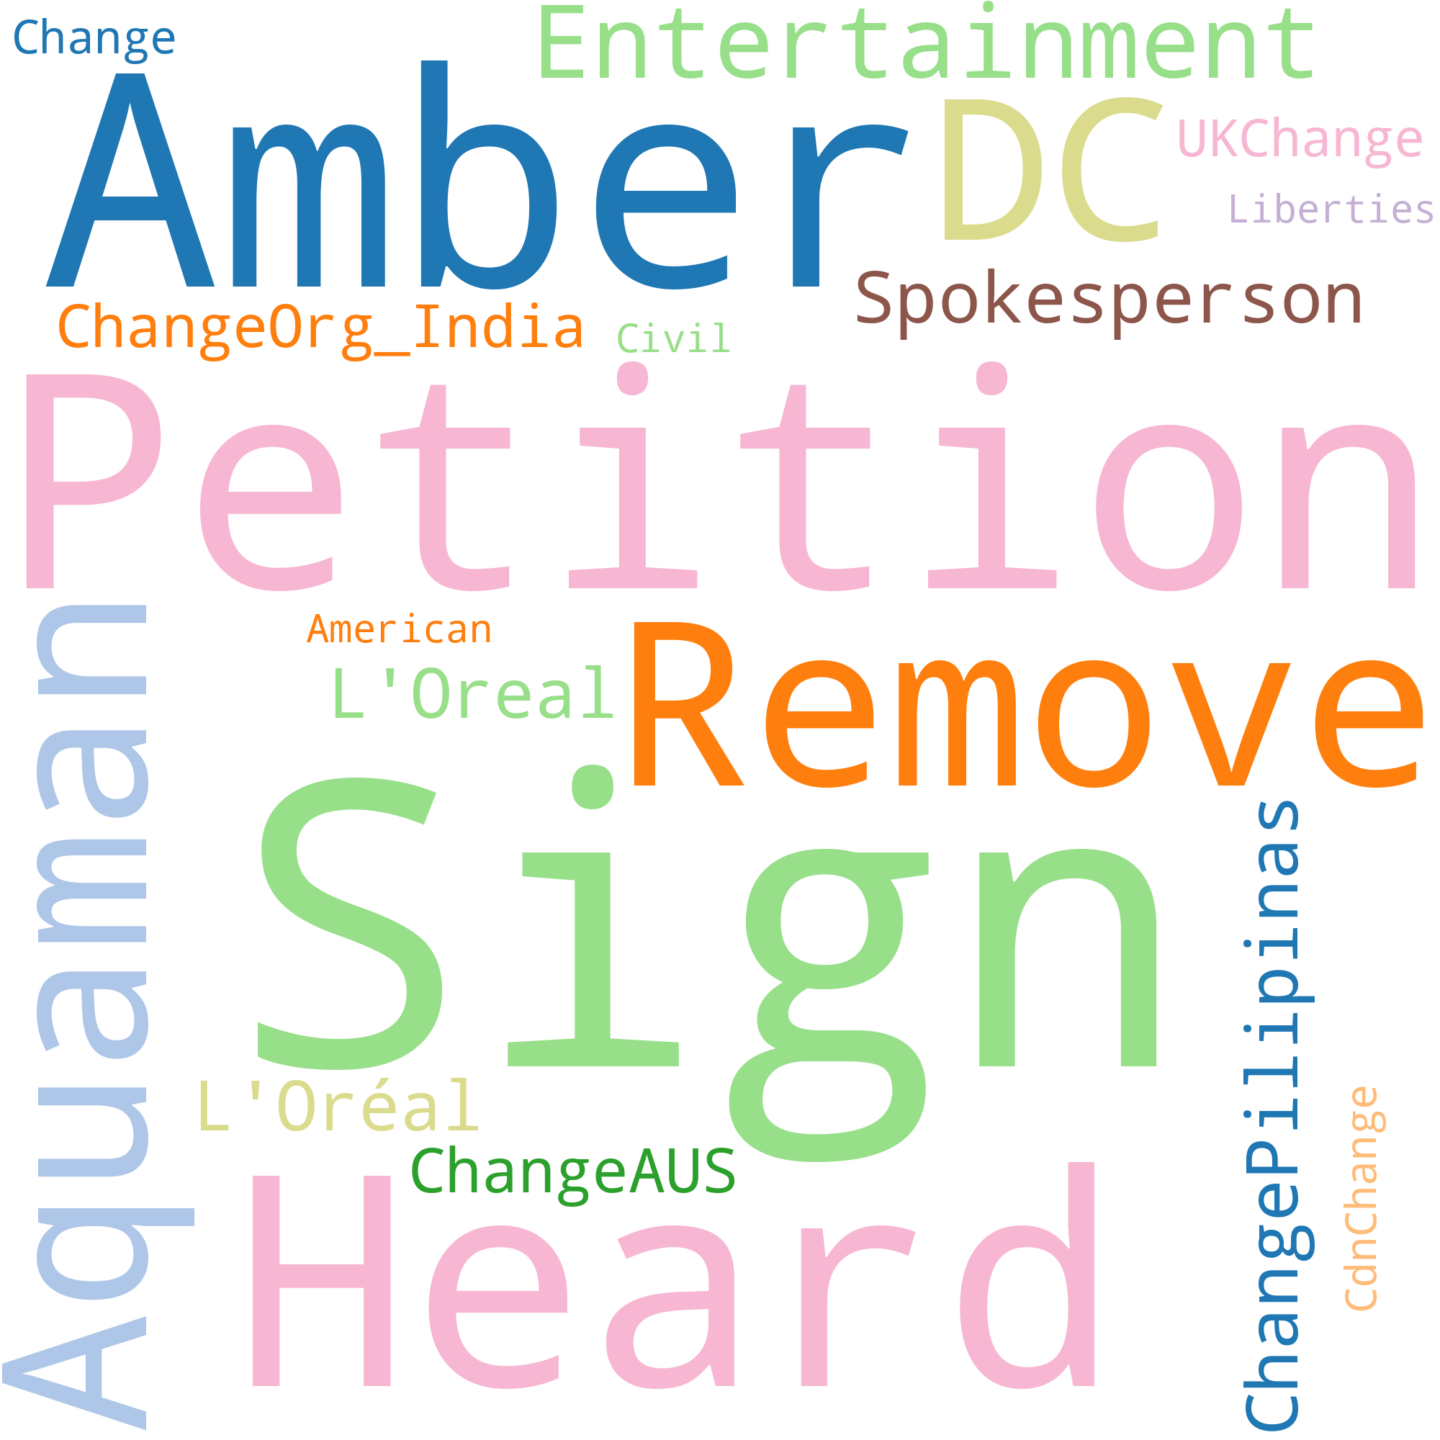 Change
Entertainment
Amber
DC
UKChange
Liberties
Spokesperson
ChangeOrg_India
Civil
Petition
Aquaman
American
L'Oreal
Remove
Sign
ChangePilipinas
L'Oréal
CdnChange
ChangeAUS
Heard